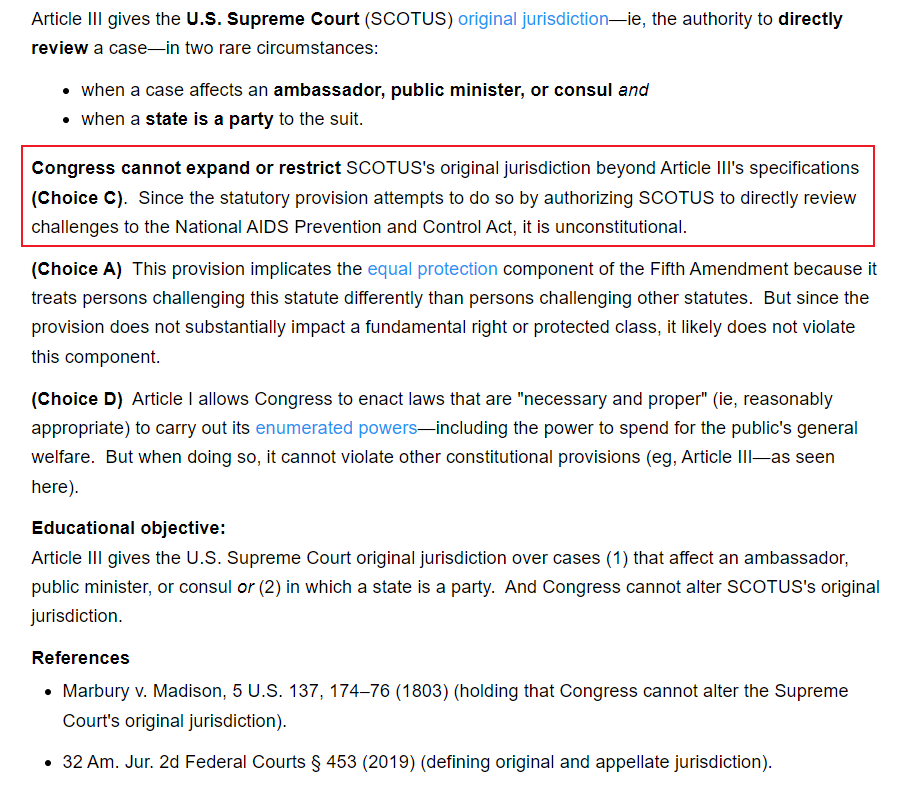 Article III gives the U.S. Supreme Court (SCOTUS) original jurisdiction—ie, the authority to directly
review a case—in two rare circumstances:
• when a case affects an ambassador, public minister, or consul and
• when a state is a party to the suit.
Congress cannot expand or restrict SCOTUS's original jurisdiction beyond Article III's specifications
(Choice C).  Since the statutory provision attempts to do so by authorizing SCOTUS to directly review
challenges to the National AIDS Prevention and Control Act, it is unconstitutional.
(Choice A)  This provision implicates the equal protection component of the Fifth Amendment because it
treats persons challenging this statute differently than persons challenging other statutes.  But since the
provision does not substantially impact a fundamental right or protected class, it likely does not violate
this component.
(Choice D)  Article I allows Congress to enact laws that are "necessary and proper" (ie, reasonably
appropriate) to carry out its enumerated powers—including the power to spend for the public's general
welfare.  But when doing so, it cannot violate other constitutional provisions (eg, Article III—as seen
here).
Educational objective:
Article III gives the U.S. Supreme Court original jurisdiction over cases (1) that affect an ambassador,
public minister, or consul or (2) in which a state is a party.  And Congress cannot alter SCOTUS's original
jurisdiction.
References
• Marbury v. Madison, 5 U.S. 137, 174–76 (1803) (holding that Congress cannot alter the Supreme
Court's original jurisdiction).
• 32 Am. Jur. 2d Federal Courts § 453 (2019) (defining original and appellate jurisdiction).